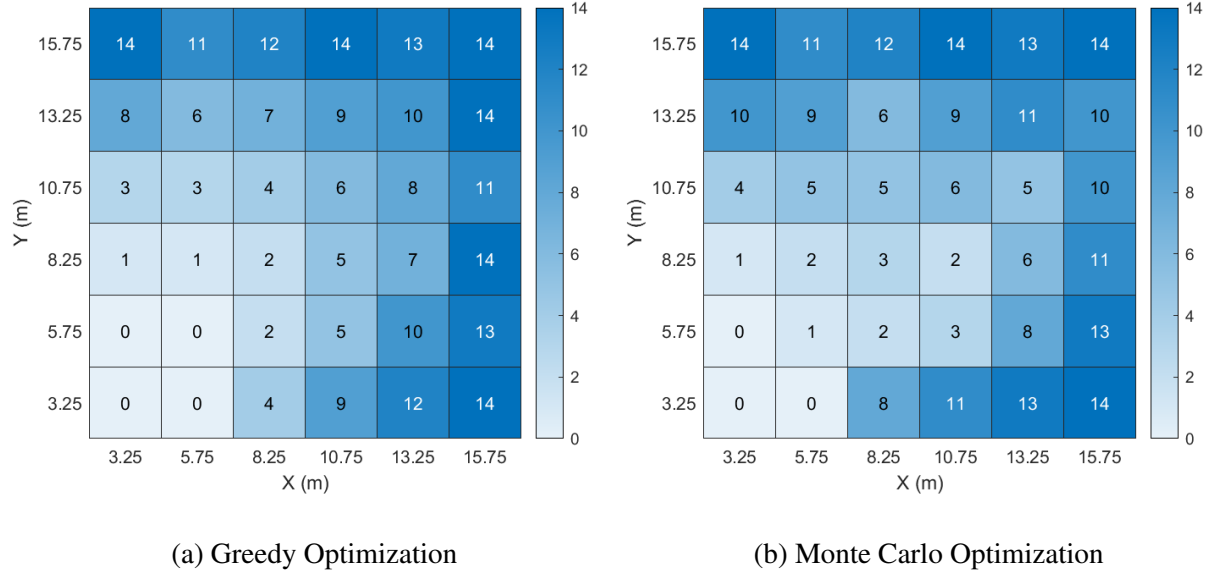 15.75 14 11 12 14 13 14
13.25 8 6 7 9 10 14
10.75 3 3 4 6 8 11
8.25 1 1 2 5 7 14
5.75 0 0 2 5 10 13
3.25 0 0 4 9 12 14
3.25 5.75 8.25 10.75 13.25 15.75
X (m)
Y (m)
14
12
10
8
6
4
2
0
(a) Greedy Optimization
15.75 14 11 12 14 13 14
13.25 10 9 6 9 11 10
10.75 4 5 5 6 5 10
8.25 1 2 3 2 6 11
5.75 0 1 2 3 8 13
3.25 0 0 8 11 13 14
3.25 5.75 8.25 10.75 13.25 15.75
X (m)
Y (m)
14
12
10
8
6
4
2
0
(b) Monte Carlo Optimization